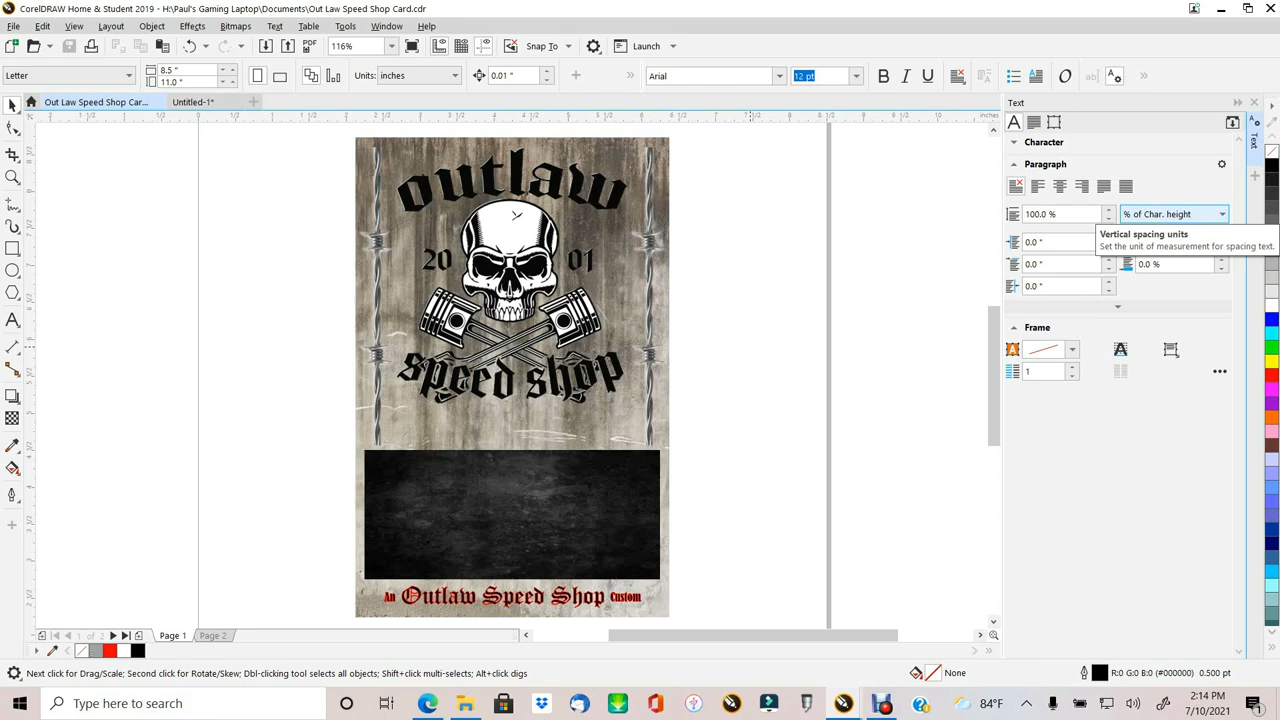 CorelDRAW Home & Student 2019 - H:\Paul's Gaming Laptop\Documents\Out Law Speed Shop Card.cdr
File Edit View Layout Object Effects Bitmaps Text Table Tools Window Help
PDF 116% Snap To Launch
Letter 8.5 " Units: inches 0.01 " Arial 12 pt B I U
11.0 "
Out Law Speed Shop Car... Untitled-1*
inches
Text
Character
Paragraph
100.0 % % of Char. height
Vertical spacing units
Set the unit of measurement for spacing text.
0.0 "
0.0 " 0.0 %
0.0 "
Frame
1
Text
outlaw
20 01
speed shop
An Outlaw Speed Shop Custom
1 of 2 Page 1 Page 2
Next click for Drag/Scale; Second click for Rotate/Skew; Dbl-clicking tool selects all objects; Shift+click multi-selects; Alt+click digs
None R:0 G:0 B:0 (#000000) 0.500 pt
Type here to search 84°F 2:14 PM
7/10/2021